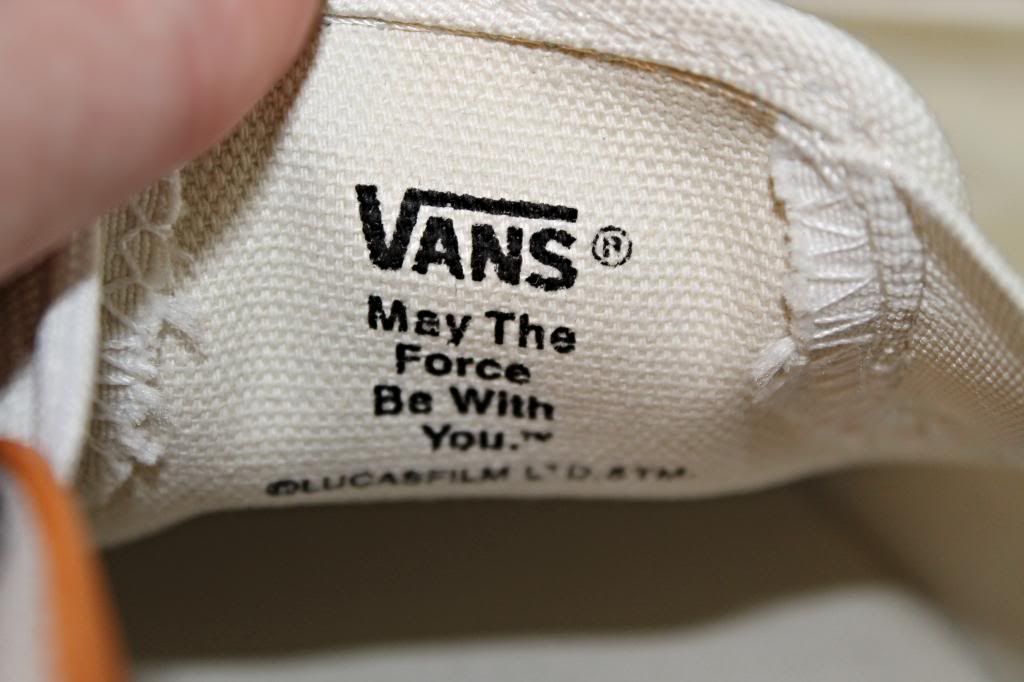 VANS®
May The
Force
Be With
You.™
©LUCASFILM LTD. & TM.